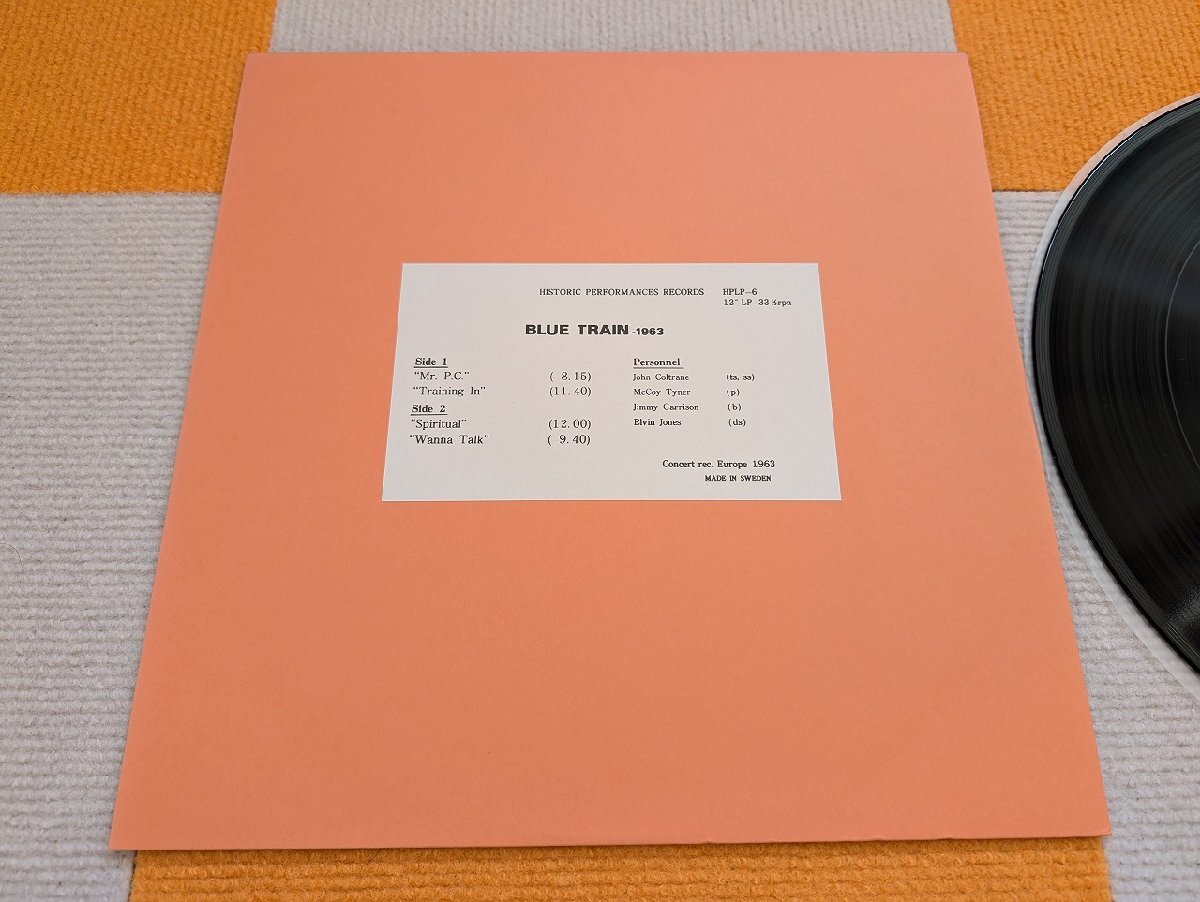 HISTORIC PERFORMANCES RECORDS HPLP-6
12" LP 33 ⅓rpm
BLUE TRAIN -1963
Side 1
"Mr. P.C." ( 8.15)
"Training In" (11.40)
Side 2
"Spiritual" (12.00)
"Wanna Talk" ( 9.40)
Personnel
John Coltrane (ts, ss)
McCoy Tyner (p)
Jimmy Garrison (b)
Elvin Jones (ds)
Concert rec. Europe 1963
MADE IN SWEDEN